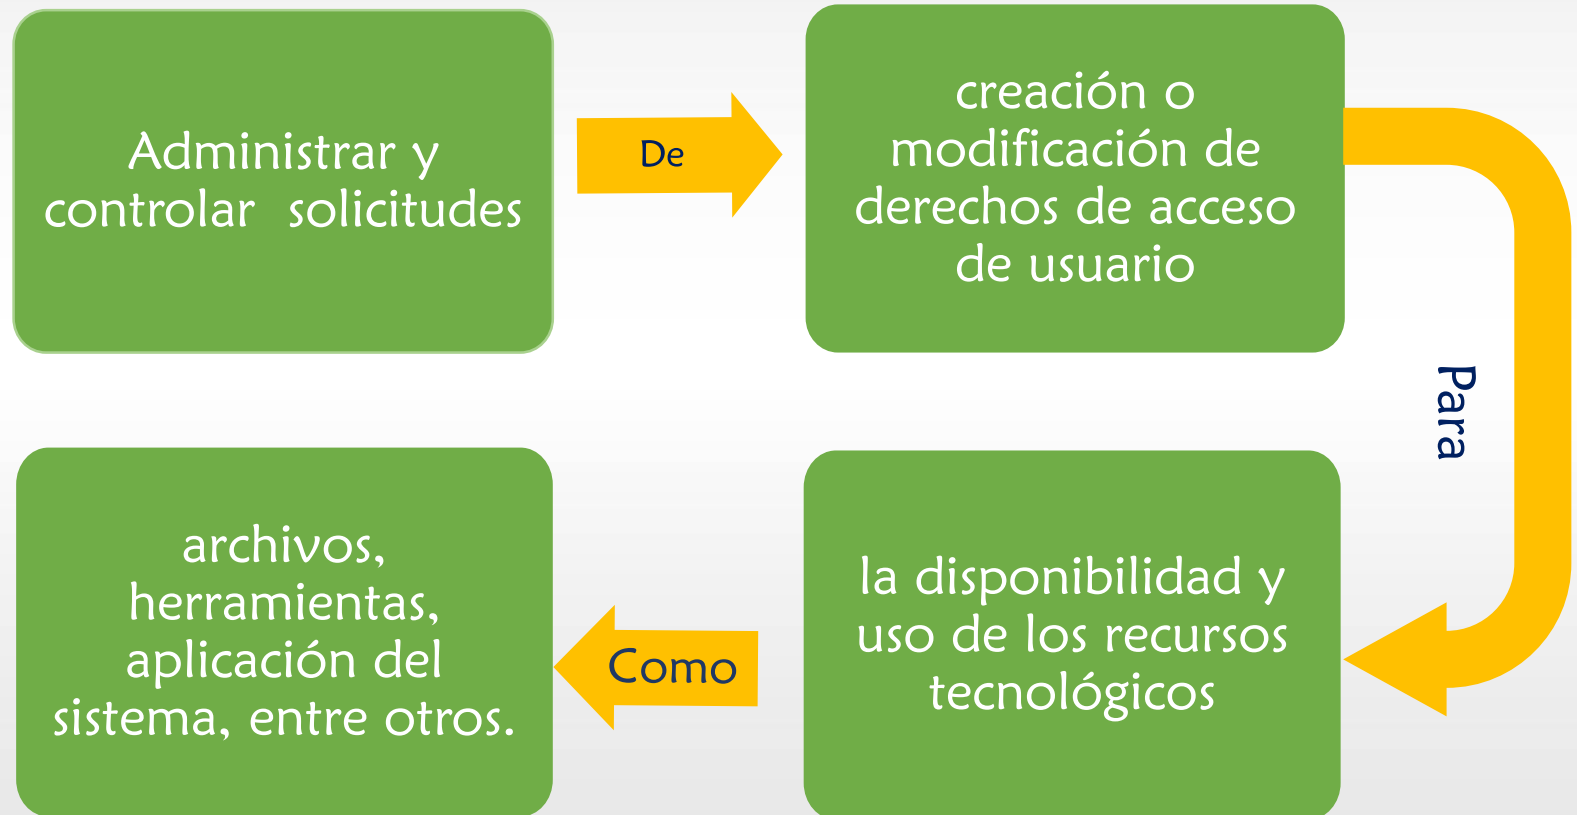 Administrar y
controlar solicitudes
De
creación o
modificación de
derechos de acceso
de usuario
Para
la disponibilidad y
uso de los recursos
tecnológicos
Como
archivos,
herramientas,
aplicación del
sistema, entre otros.